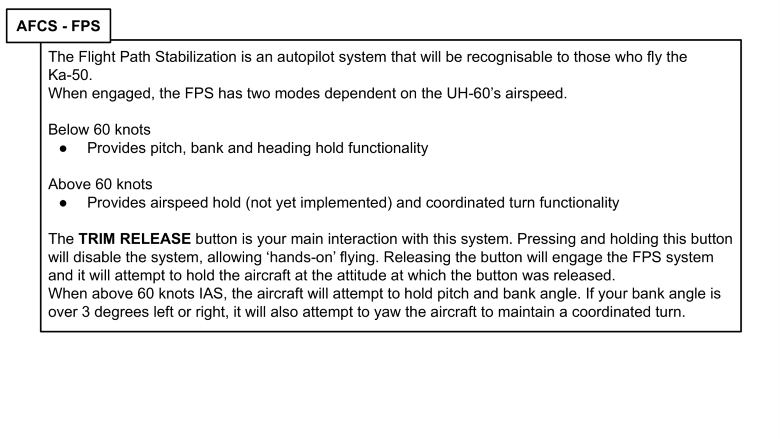 AFCS - FPS
The Flight Path Stabilization is an autopilot system that will be recognisable to those who fly the
Ka-50.
When engaged, the FPS has two modes dependent on the UH-60's airspeed.
Below 60 knots
● Provides pitch, bank and heading hold functionality
Above 60 knots
● Provides airspeed hold (not yet implemented) and coordinated turn functionality
The TRIM RELEASE button is your main interaction with this system. Pressing and holding this button
will disable the system, allowing ‘hands-on’ flying. Releasing the button will engage the FPS system
and it will attempt to hold the aircraft at the attitude at which the button was released.
When above 60 knots IAS, the aircraft will attempt to hold pitch and bank angle. If your bank angle is
over 3 degrees left or right, it will also attempt to yaw the aircraft to maintain a coordinated turn.